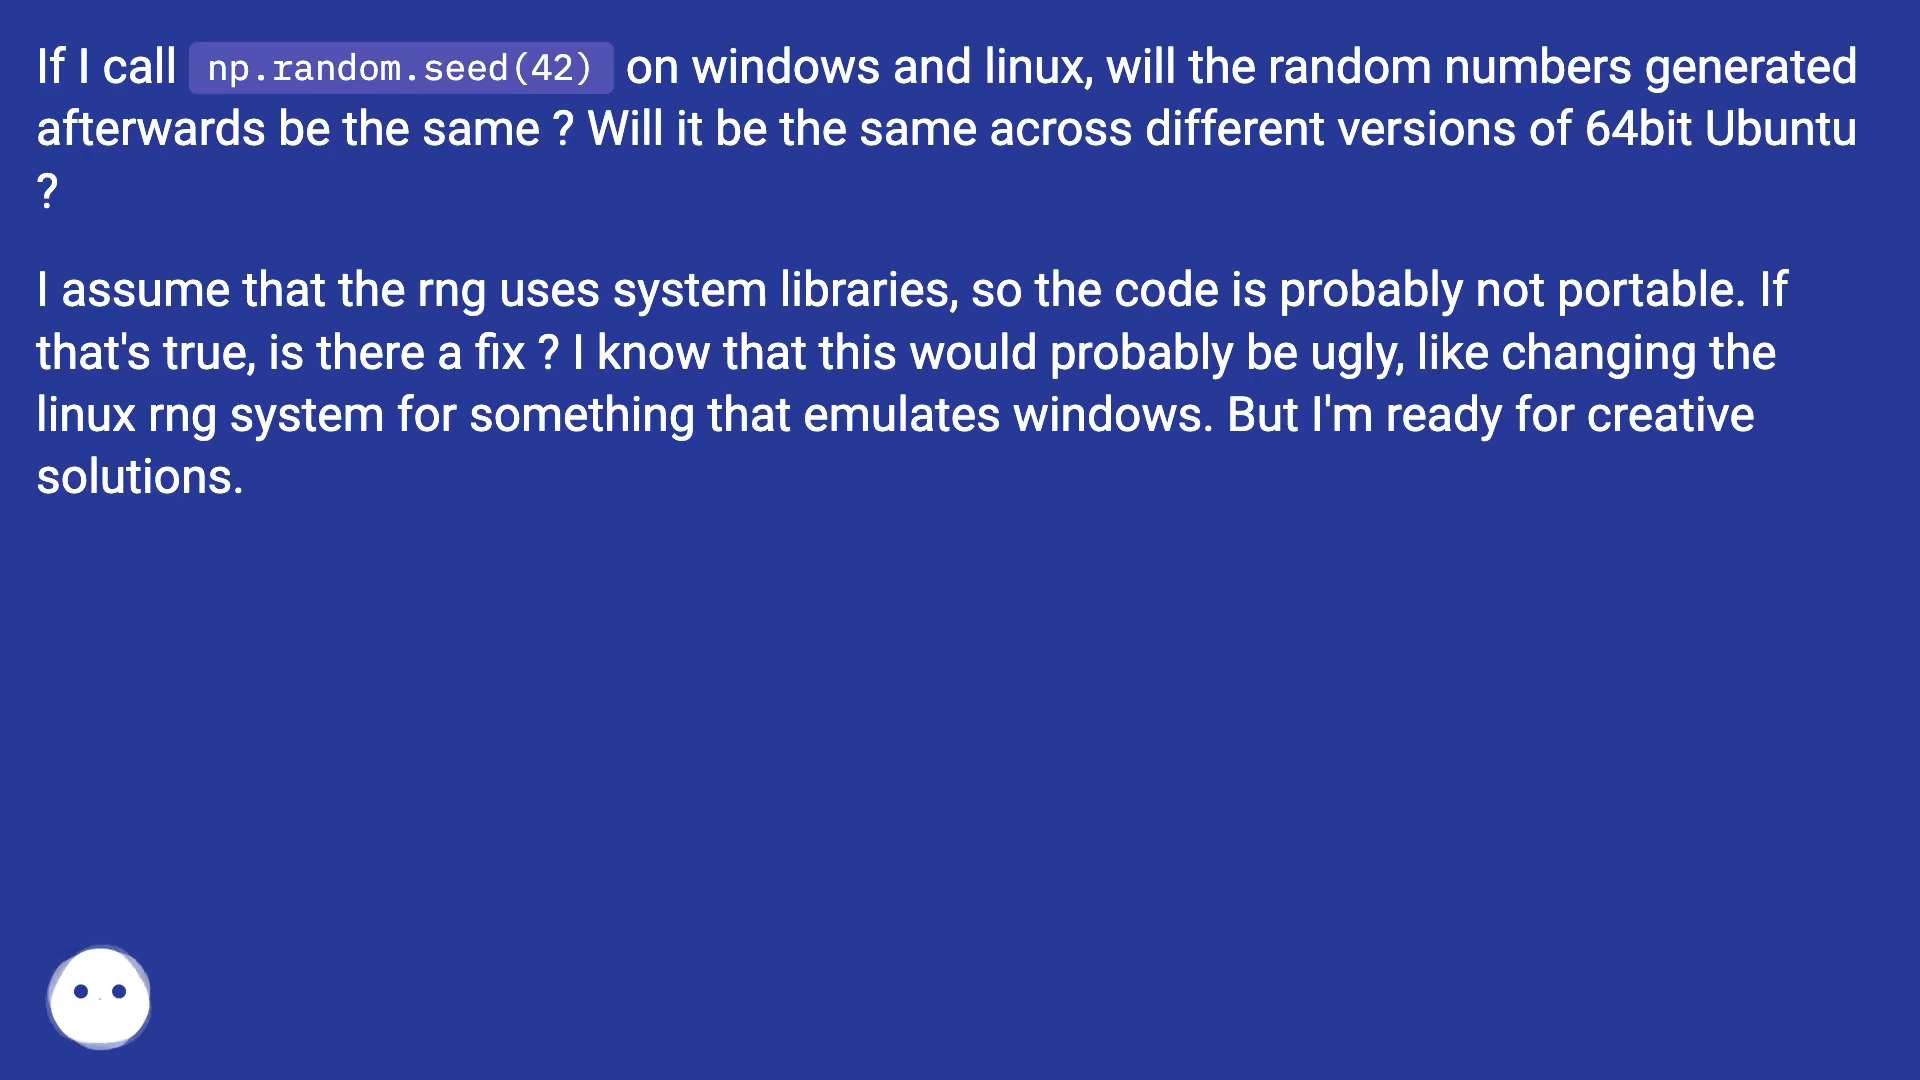 If I call np.random.seed(42) on windows and linux, will the random numbers generated
afterwards be the same ? Will it be the same across different versions of 64bit Ubuntu
?
I assume that the rng uses system libraries, so the code is probably not portable. If
that's true, is there a fix ? I know that this would probably be ugly, like changing the
linux rng system for something that emulates windows. But I'm ready for creative
solutions.